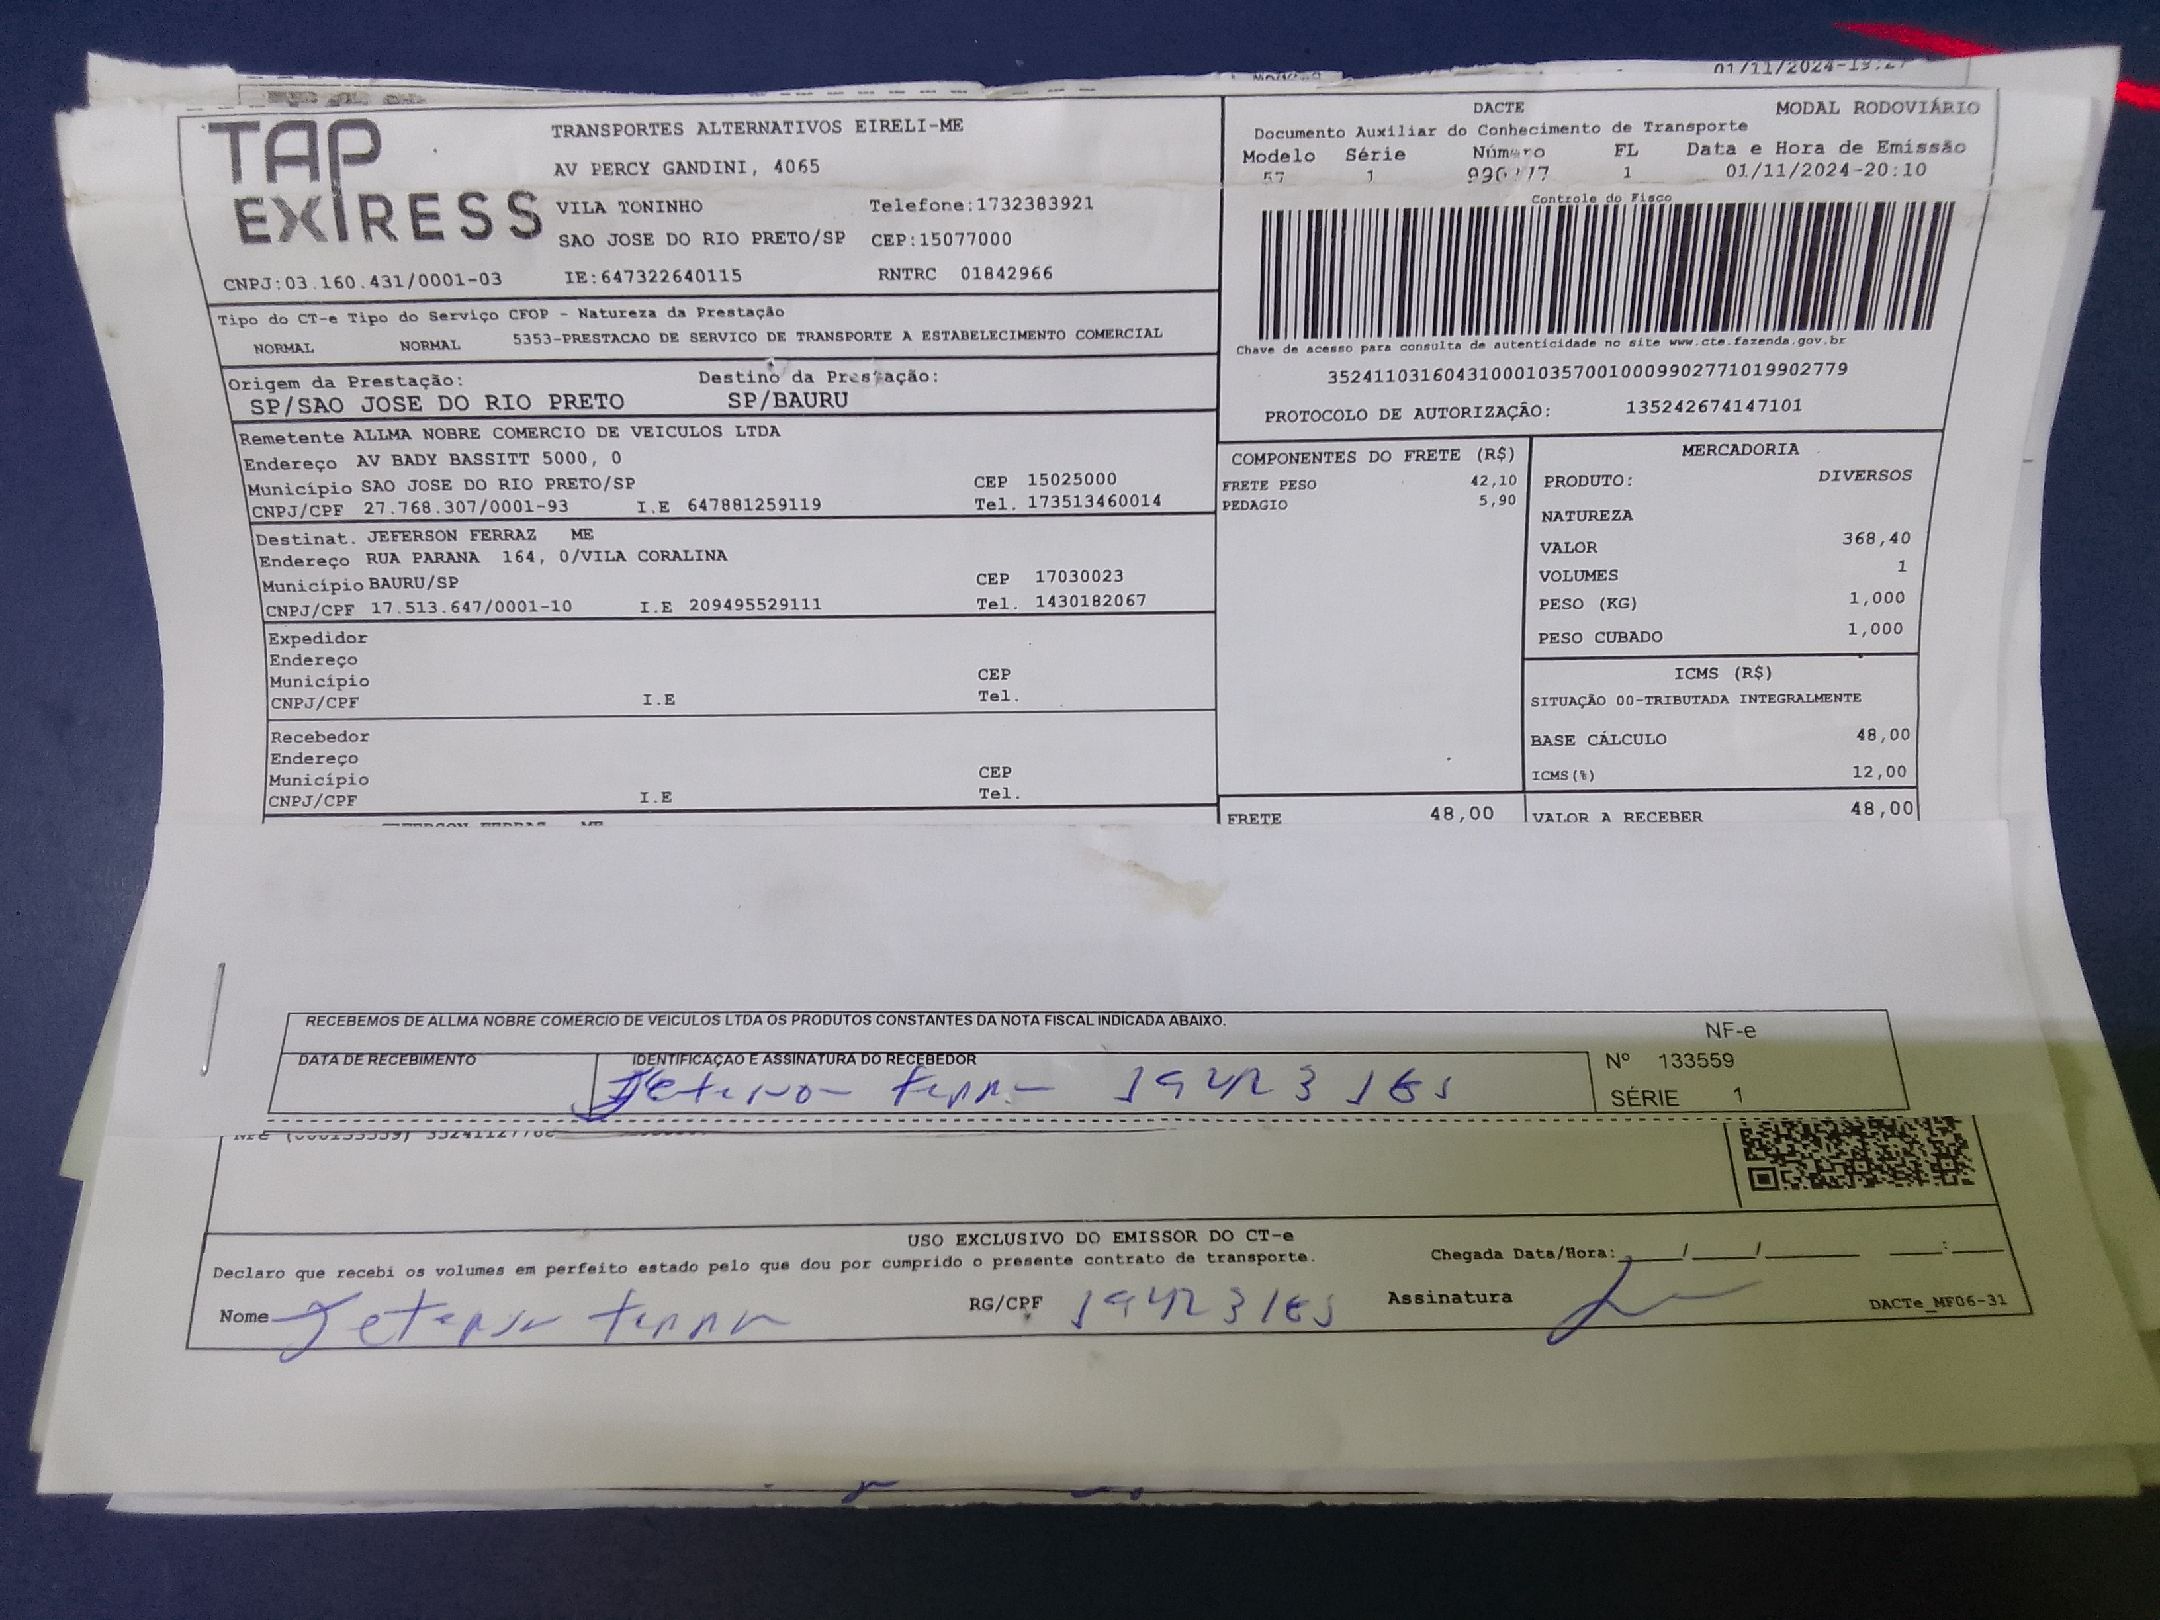 01/11/2024-19:27
TAP
EXPRESS
TRANSPORTES ALTERNATIVOS EIRELI-ME
AV PERCY GANDINI, 4065
VILA TONINHO Telefone:1732383921
SAO JOSE DO RIO PRETO/SP CEP:15077000
CNPJ:03.160.431/0001-03 IE:647322640115 RNTRC 01842966
DACTE MODAL RODOVIÁRIO
Documento Auxiliar do Conhecimento de Transporte
Modelo Série Número FL Data e Hora de Emissão
57 1 1 01/11/2024-20:10
Controle do Fisco
Chave de acesso para consulta de autenticidade no site www.cte.fazenda.gov.br
35241103160431000103570010009902771019902779
PROTOCOLO DE AUTORIZAÇÃO: 135242674147101
Tipo do CT-e Tipo do Serviço CFOP - Natureza da Prestação
NORMAL NORMAL 5353-PRESTACAO DE SERVICO DE TRANSPORTE A ESTABELECIMENTO COMERCIAL
Origem da Prestação: Destino da Prestação:
SP/SAO JOSE DO RIO PRETO SP/BAURU
Remetente ALLMA NOBRE COMERCIO DE VEICULOS LTDA
Endereço AV BADY BASSITT 5000, 0
Município SAO JOSE DO RIO PRETO/SP CEP 15025000
CNPJ/CPF 27.768.307/0001-93 I.E 647881259119 Tel. 173513460014
Destinat. JEFERSON FERRAZ ME
Endereço RUA PARANA 164, 0/VILA CORALINA
Município BAURU/SP CEP 17030023
CNPJ/CPF 17.513.647/0001-10 I.E 209495529111 Tel. 1430182067
Expedidor
Endereço
Município CEP
CNPJ/CPF I.E Tel.
Recebedor
Endereço
Município CEP
CNPJ/CPF I.E Tel.
JEFERSON FERRAZ ME
COMPONENTES DO FRETE (R$)
FRETE PESO 42,10
PEDAGIO 5,90
MERCADORIA
PRODUTO: DIVERSOS
NATUREZA
VALOR 368,40
VOLUMES 1
PESO (KG) 1,000
PESO CUBADO 1,000
ICMS (R$)
SITUAÇÃO 00-TRIBUTADA INTEGRALMENTE
BASE CÁLCULO 48,00
ICMS(%) 12,00
FRETE 48,00 VALOR A RECEBER 48,00
RECEBEMOS DE ALLMA NOBRE COMERCIO DE VEICULOS LTDA OS PRODUTOS CONSTANTES DA NOTA FISCAL INDICADA ABAIXO.
NF-e
DATA DE RECEBIMENTO IDENTIFICAÇÃO E ASSINATURA DO RECEBEDOR
Nº 133559
SÉRIE 1
USO EXCLUSIVO DO EMISSOR DO CT-e
Declaro que recebi os volumes em perfeito estado pelo que dou por cumprido o presente contrato de transporte.
Chegada Data/Hora: / / :
Nome RG/CPF Assinatura
DACTe_MF06-31